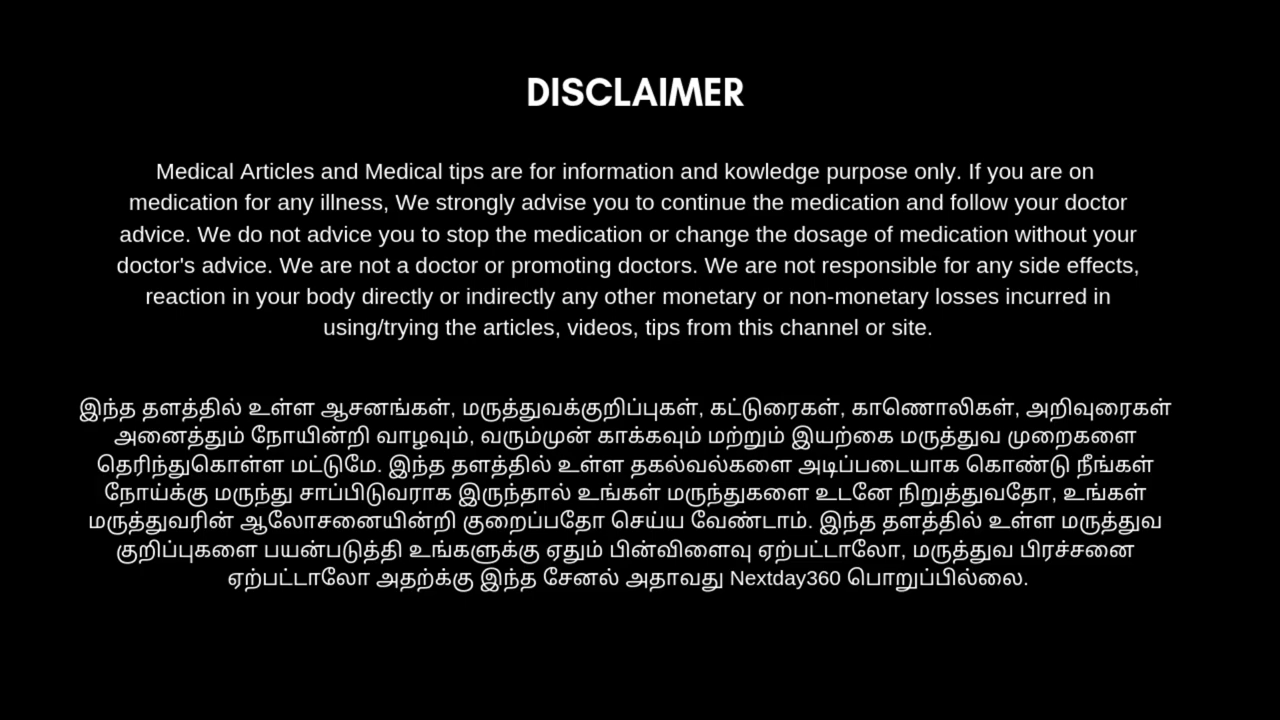 DISCLAIMER
Medical Articles and Medical tips are for information and kowledge purpose only. If you are on
medication for any illness, We strongly advise you to continue the medication and follow your doctor
advice. We do not advice you to stop the medication or change the dosage of medication without your
doctor's advice. We are not a doctor or promoting doctors. We are not responsible for any side effects,
reaction in your body directly or indirectly any other monetary or non-monetary losses incurred in
using/trying the articles, videos, tips from this channel or site.
இந்த தளத்தில் உள்ள ஆசனங்கள், மருத்துவக்குறிப்புகள், கட்டுரைகள், காணொலிகள், அறிவுரைகள்
அனைத்தும் நோயின்றி வாழவும், வரும்முன் காக்கவும் மற்றும் இயற்கை மருத்துவ முறைகளை
தெரிந்துகொள்ள மட்டுமே. இந்த தளத்தில் உள்ள தகல்வல்களை அடிப்படையாக கொண்டு நீங்கள்
நோய்க்கு மருந்து சாப்பிடுவராக இருந்தால் உங்கள் மருந்துகளை உடனே நிறுத்துவதோ, உங்கள்
மருத்துவரின் ஆலோசனையின்றி குறைப்பதோ செய்ய வேண்டாம். இந்த தளத்தில் உள்ள மருத்துவ
குறிப்புகளை பயன்படுத்தி உங்களுக்கு ஏதும் பின்விளைவு ஏற்பட்டாலோ, மருத்துவ பிரச்சனை
ஏற்பட்டாலோ அதற்க்கு இந்த சேனல் அதாவது Nextday360 பொறுப்பில்லை.